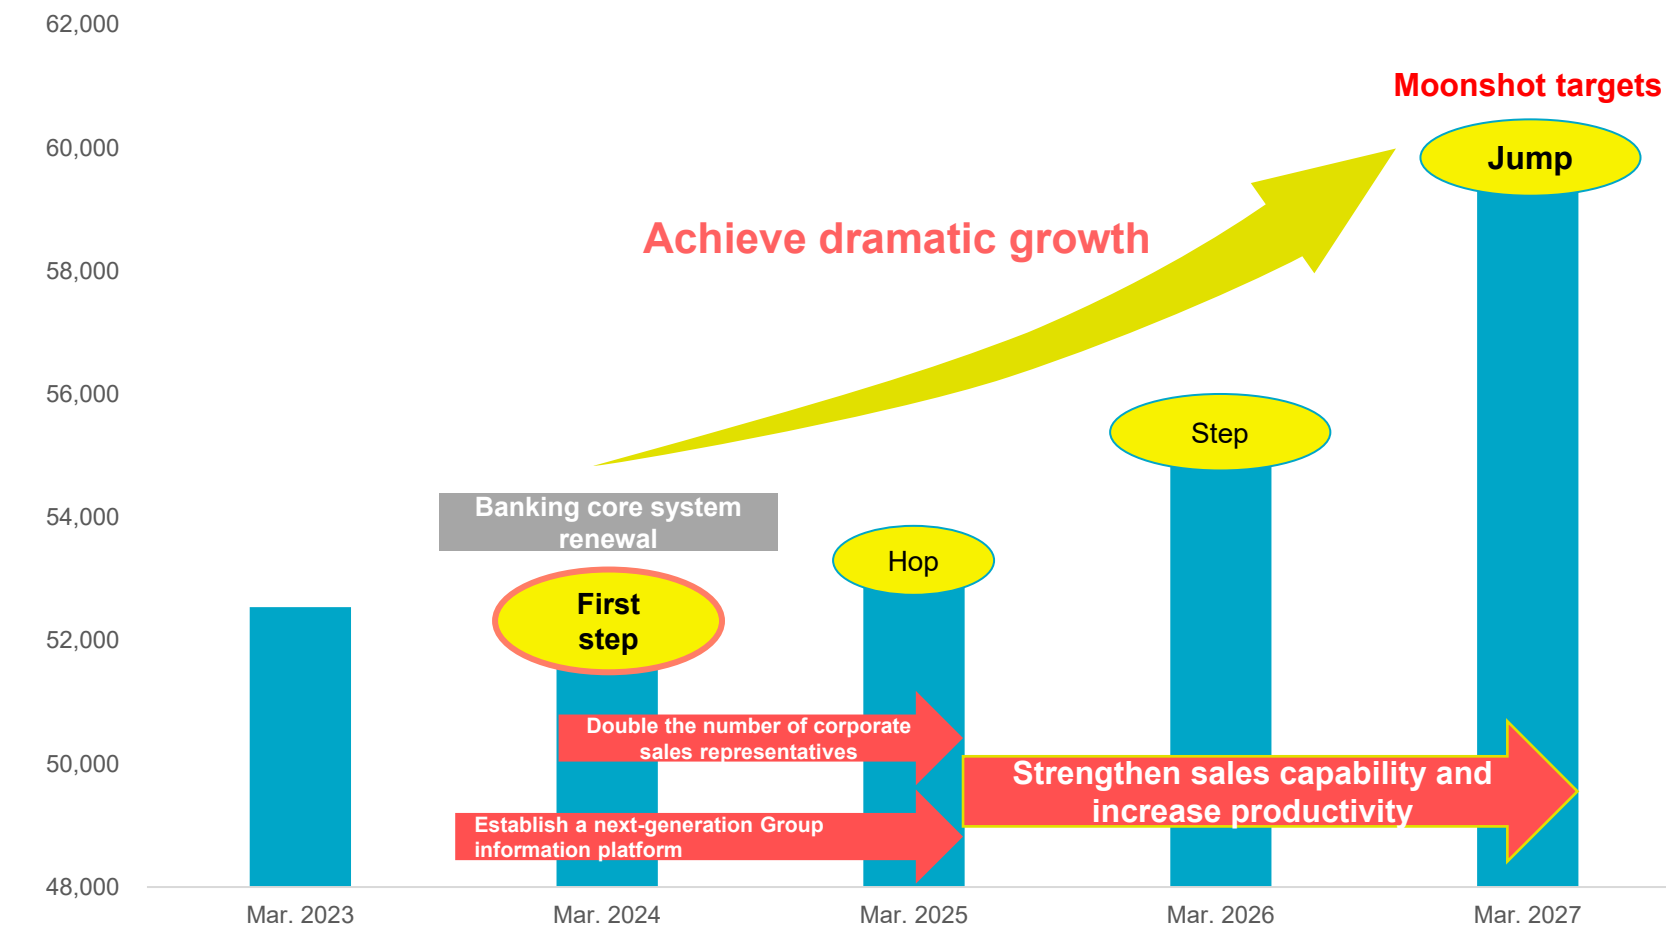 62,000
Moonshot targets
60,000
Jump
Achieve dramatic growth
58,000
56,000
Step
Banking core system
renewal
54,000
Hop
First
step
52,000
Double the number of corporate
sales representatives
50,000
Strengthen sales capability and
increase productivity
Establish a next-generation Group
information platform
48,000
Mar. 2023
Mar. 2024
Mar. 2025
Mar. 2026
Mar. 2027